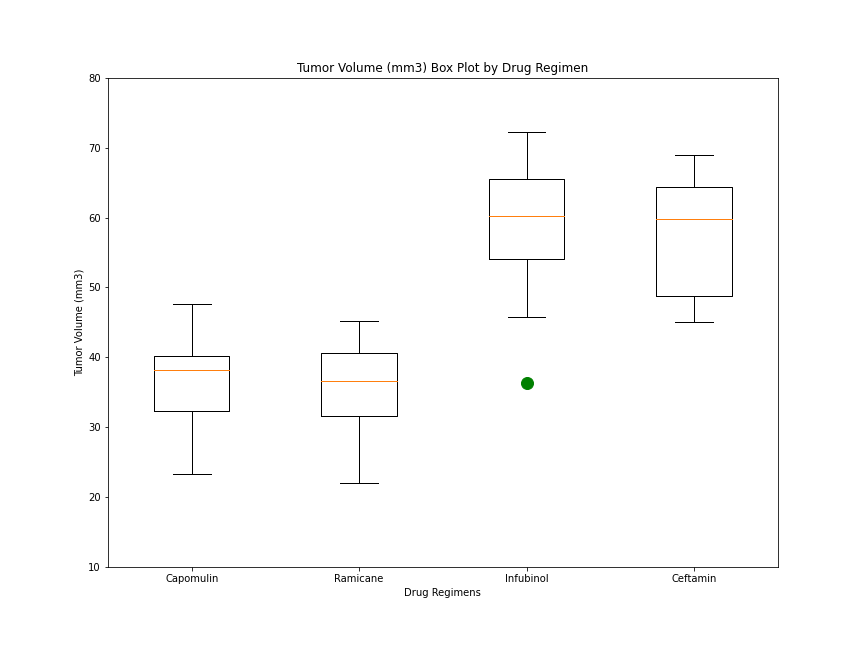 Tumor Volume (mm3) Box Plot by Drug Regimen
80
70
60
50
40
30
20
10
Tumor Volume (mm3)
Capomulin Ramicane Infubinol Ceftamin
Drug Regimens